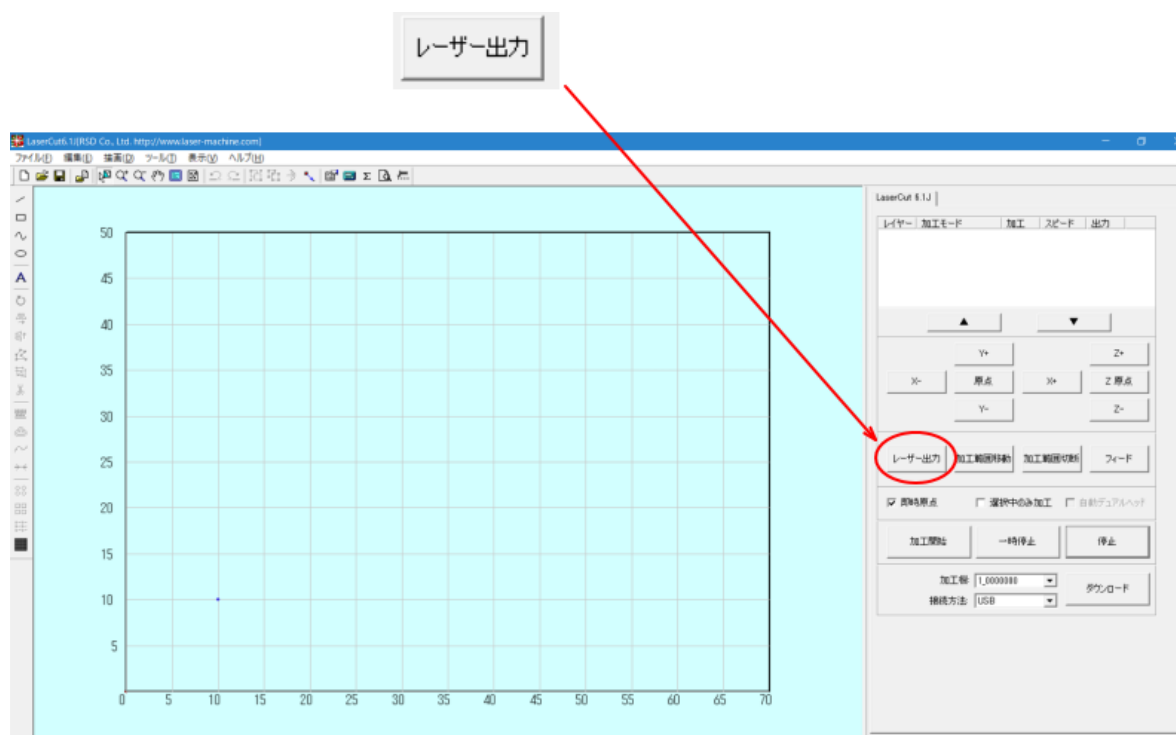 レーザー出力
LaserCut6.1/[RSD Co., Ltd. http://www.laser-machine.com]
ファイル(F) 編集(E) 描画(D) ツール(T) 表示(V) ヘルプ(H)
LaserCut 6.1J
レイヤー 加工モード 加工 スピード 出力
▲ ▼
Y+ Z+
X- 原点 X+ Z 原点
Y- Z-
レーザー出力 加工範囲移動 加工範囲切断 フィード
即時原点 選択中のみ加工 自動デュアルヘッド
加工開始 一時停止 停止
加工機: 1_0000000
ダウンロード
接続方法: USB
A
50
45
40
35
30
25
20
15
10
5
0 5 10 15 20 25 30 35 40 45 50 55 60 65 70